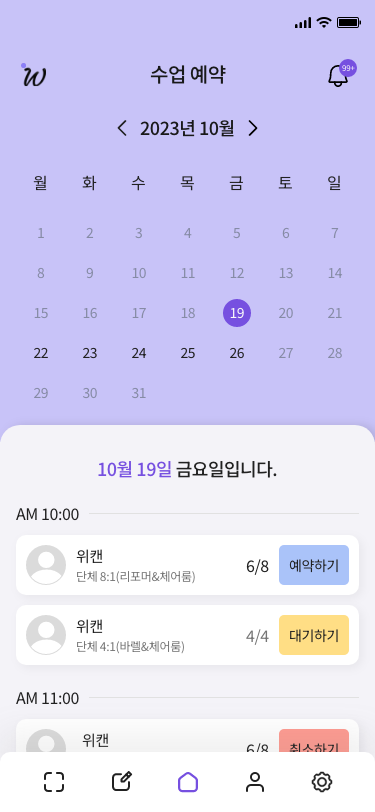 w
수업 예약
99+
2023년 10월
월 화 수 목 금 토 일
1 2 3 4 5 6 7
8 9 10 11 12 13 14
15 16 17 18 19 20 21
22 23 24 25 26 27 28
29 30 31
10월 19일 금요일입니다.
AM 10:00
위캔
단체 8:1(리포머&체어룸)
6/8
예약하기
위캔
단체 4:1(바렐&체어룸)
4/4
대기하기
AM 11:00
위캔
6/8
취소하기